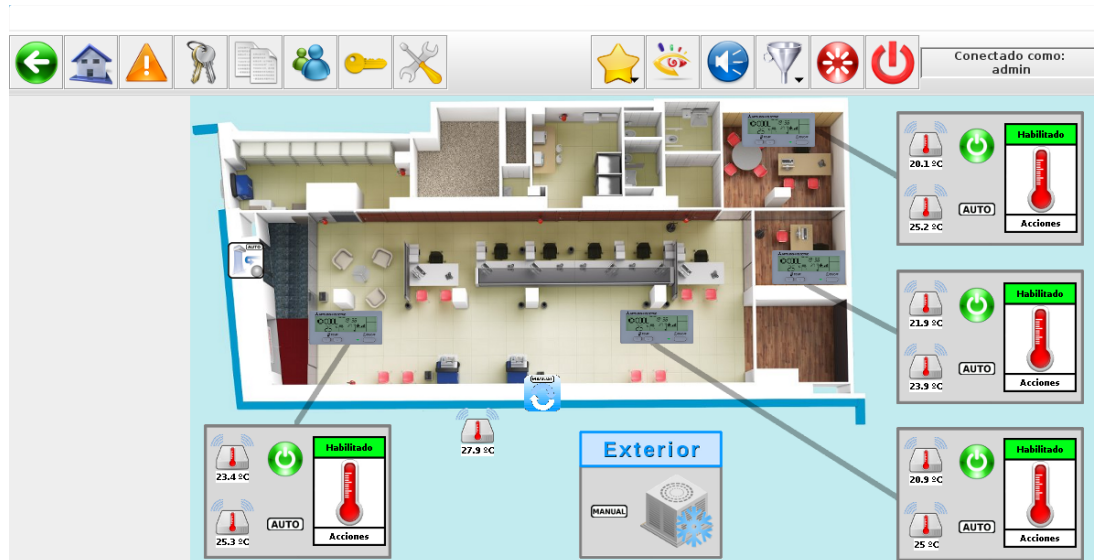 Conectado como:
admin
Habilitado
20.1 ºC
25.2 ºC
AUTO
Acciones
AUTO
Habilitado
21.9 ºC
23.9 ºC
AUTO
Acciones
MANUAL
27.9 ºC
Habilitado
23.4 ºC
25.3 ºC
AUTO
Acciones
Exterior
MANUAL
Habilitado
20.9 ºC
25 ºC
AUTO
Acciones